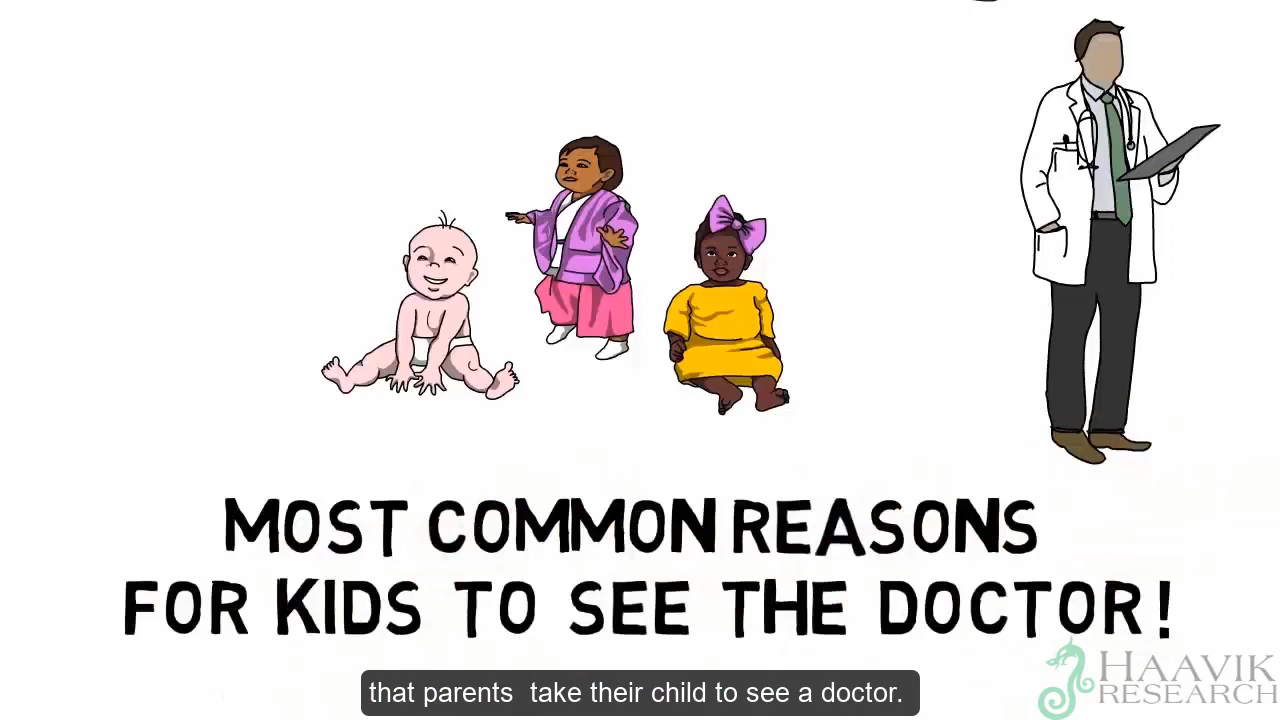 MOST COMMON REASONS
FOR KIDS TO SEE THE DOCTOR!
that parents  take their child to see a doctor.
HAAVIK
RESEARCH